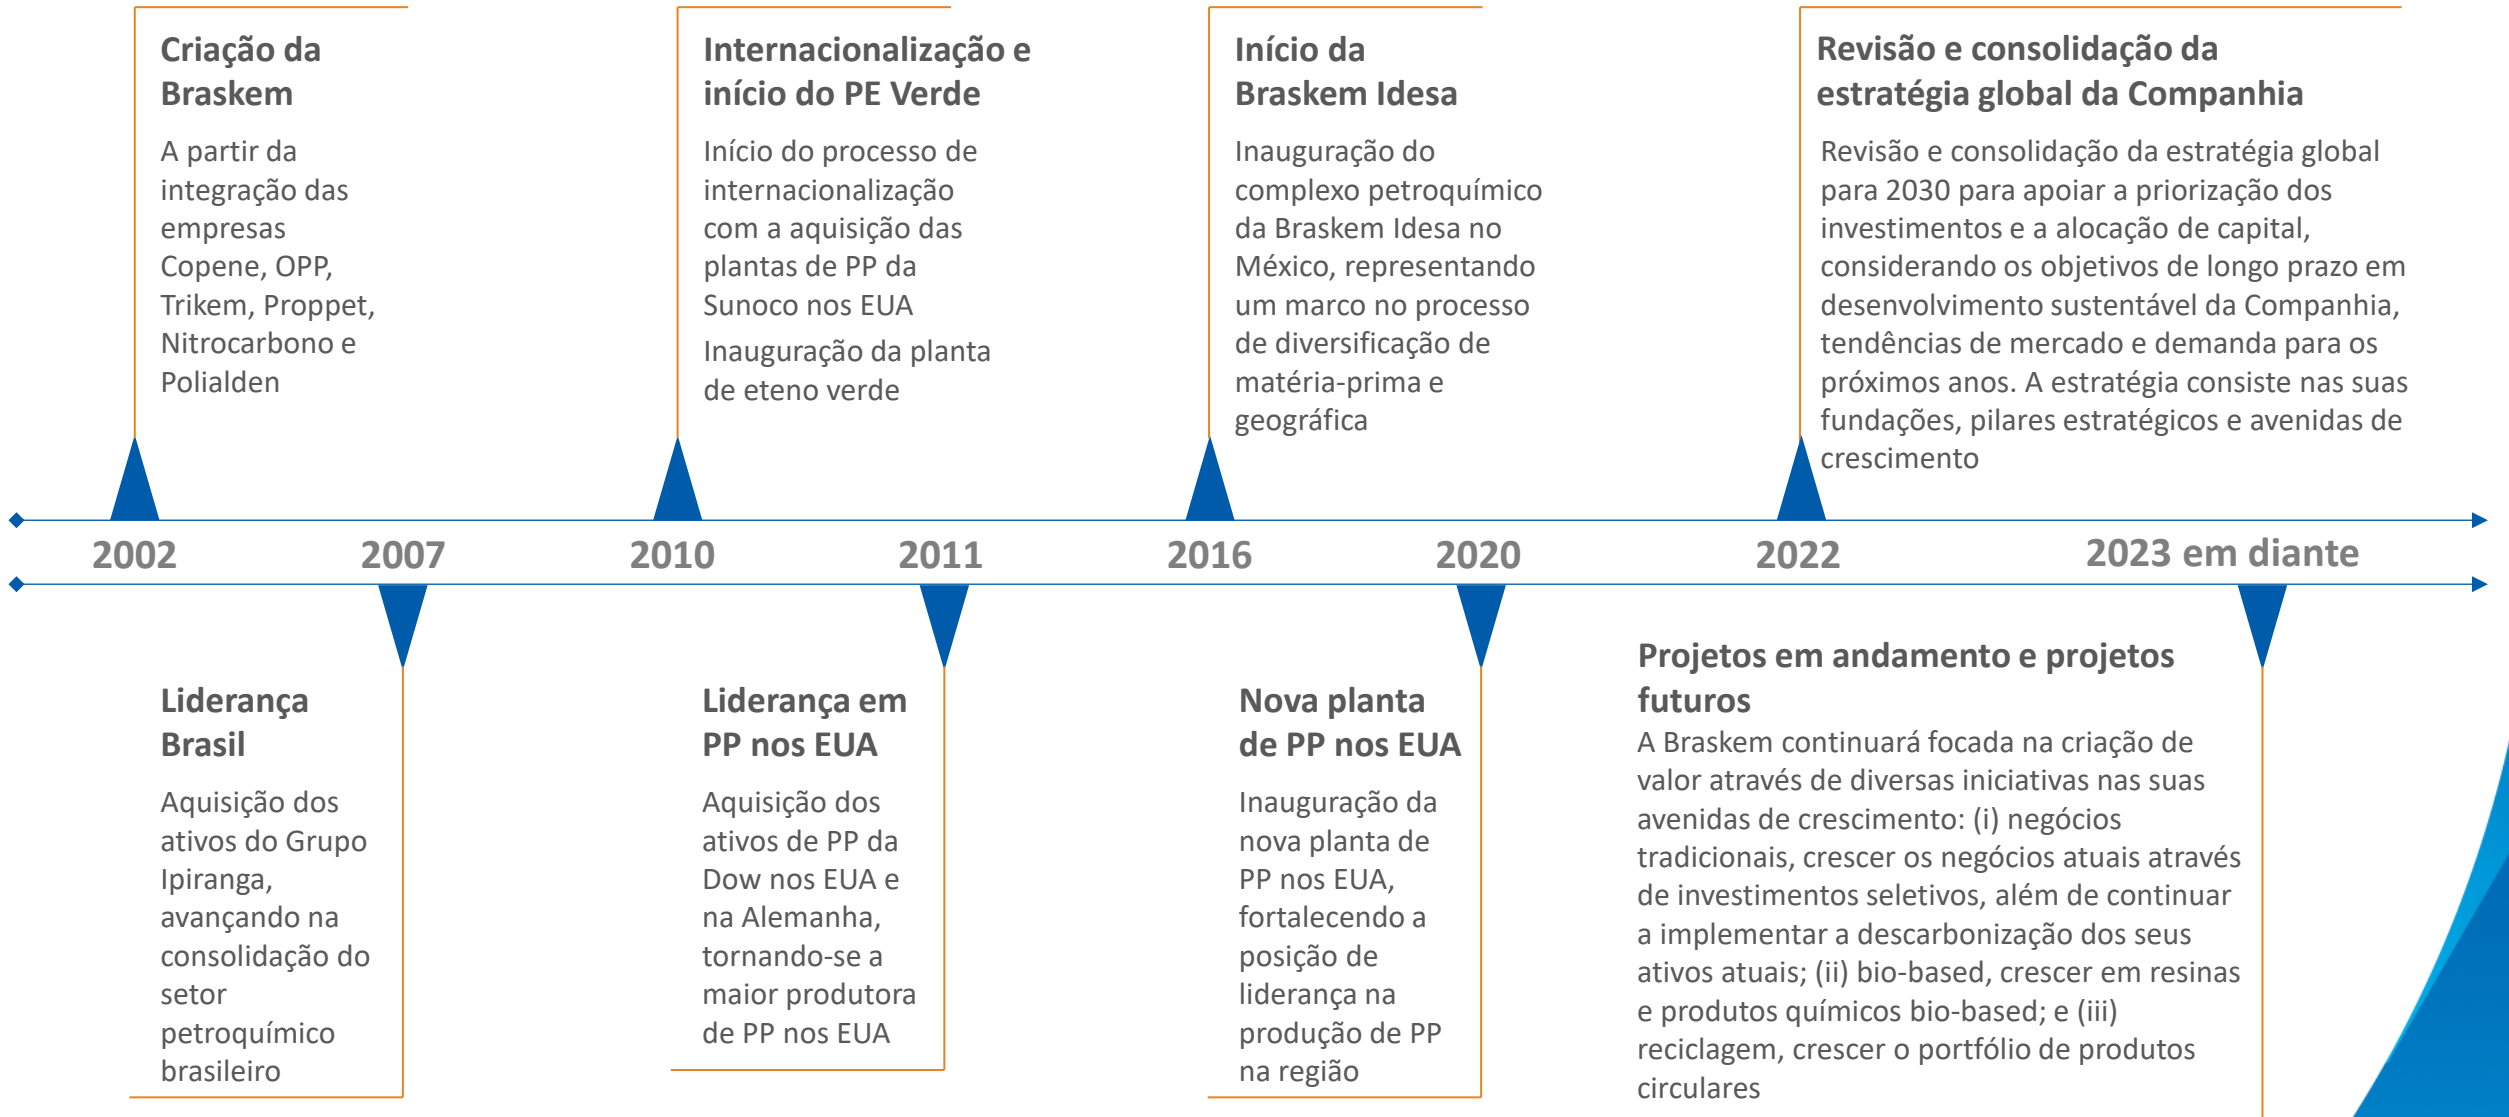 Criação da
Braskem
A partir da
integração das
empresas
Copene, OPP,
Trikem, Proppet,
Nitrocarbono e
Polialden
Internacionalização e
início do PE Verde
Início do processo de
internacionalização
com a aquisição das
plantas de PP da
Sunoco nos EUA
Inauguração da planta
de eteno verde
Início da
Braskem Idesa
Inauguração do
complexo petroquímico
da Braskem Idesa no
México, representando
um marco no processo
de diversificação de
matéria-prima e
geográfica
Revisão e consolidação da
estratégia global da Companhia
Revisão e consolidação da estratégia global
para 2030 para apoiar a priorização dos
investimentos e a alocação de capital,
considerando os objetivos de longo prazo em
desenvolvimento sustentável da Companhia,
tendências de mercado e demanda para os
próximos anos. A estratégia consiste nas suas
fundações, pilares estratégicos e avenidas de
crescimento
2002 2007 2010 2011 2016 2020 2022 2023 em diante
Liderança
Brasil
Aquisição dos
ativos do Grupo
Ipiranga,
avançando na
consolidação do
setor
petroquímico
brasileiro
Liderança em
PP nos EUA
Aquisição dos
ativos de PP da
Dow nos EUA e
na Alemanha,
tornando-se a
maior produtora
de PP nos EUA
Nova planta
de PP nos EUA
Inauguração da
nova planta de
PP nos EUA,
fortalecendo a
posição de
liderança na
produção de PP
na região
Projetos em andamento e projetos
futuros
A Braskem continuará focada na criação de
valor através de diversas iniciativas nas suas
avenidas de crescimento: (i) negócios
tradicionais, crescer os negócios atuais através
de investimentos seletivos, além de continuar
a implementar a descarbonização dos seus
ativos atuais; (ii) bio-based, crescer em resinas
e produtos químicos bio-based; e (iii)
reciclagem, crescer o portfólio de produtos
circulares